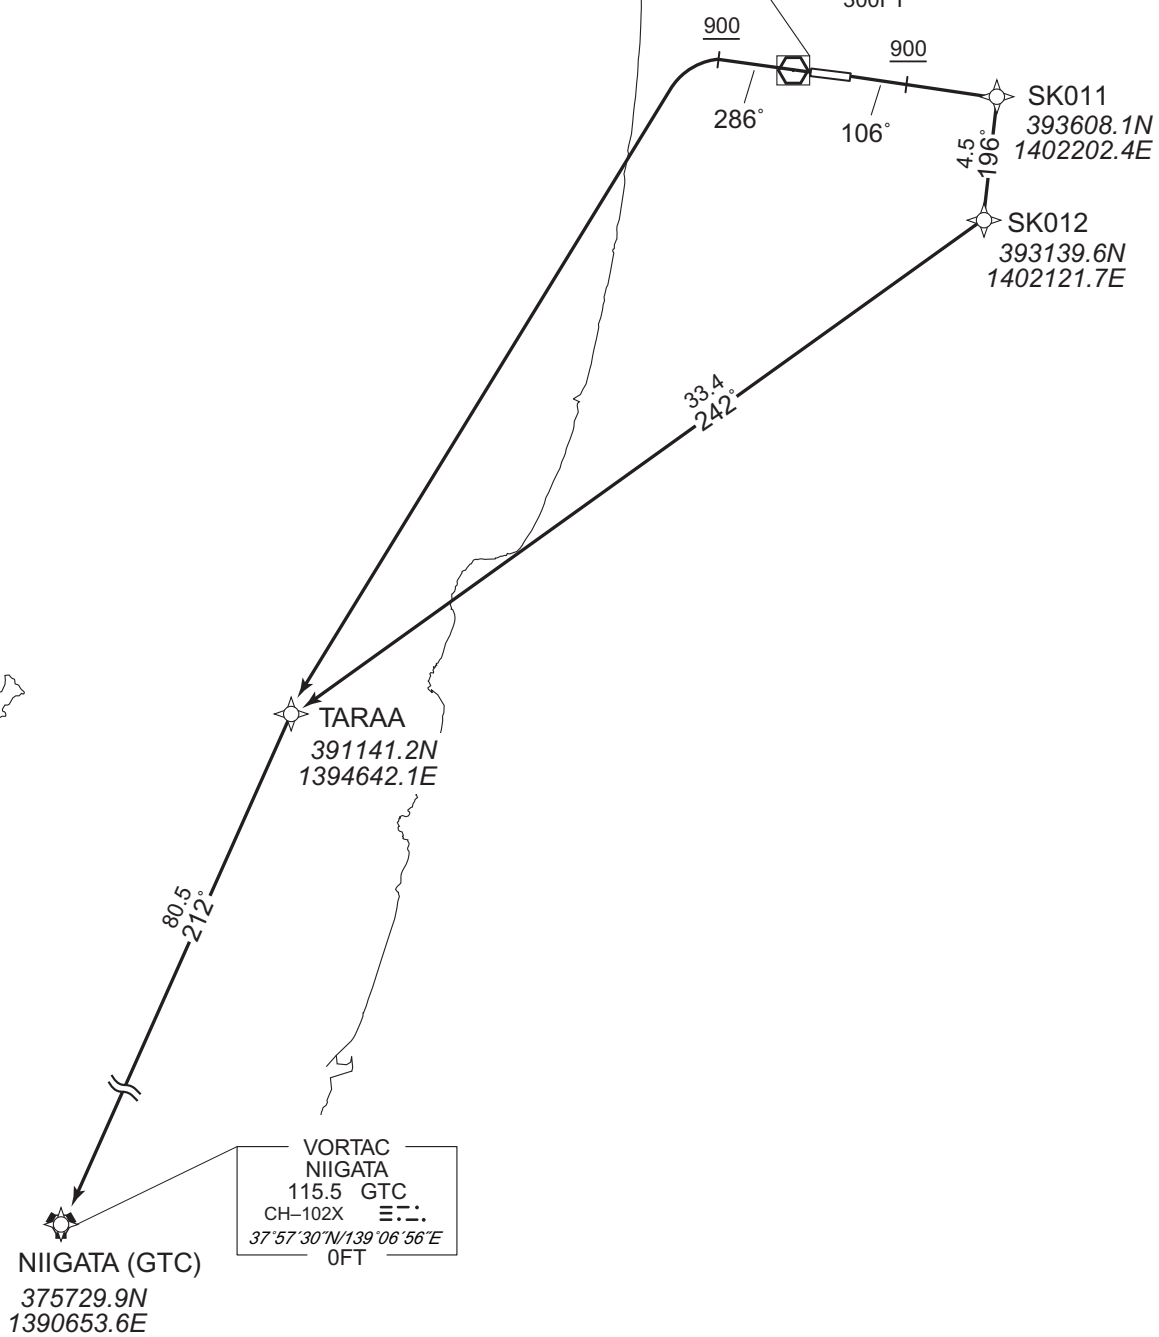 900
900
286°
106°
SK011
393608.1N
1402202.4E
4.5
196°
SK012
393139.6N
1402121.7E
33.4
242°
TARAA
391141.2N
1394642.1E
80.5
212°
VORTAC
NIIGATA
115.5 GTC
CH–102X
37°57′30″N/139°06′56″E
0FT
NIIGATA (GTC)
375729.9N
1390653.6E